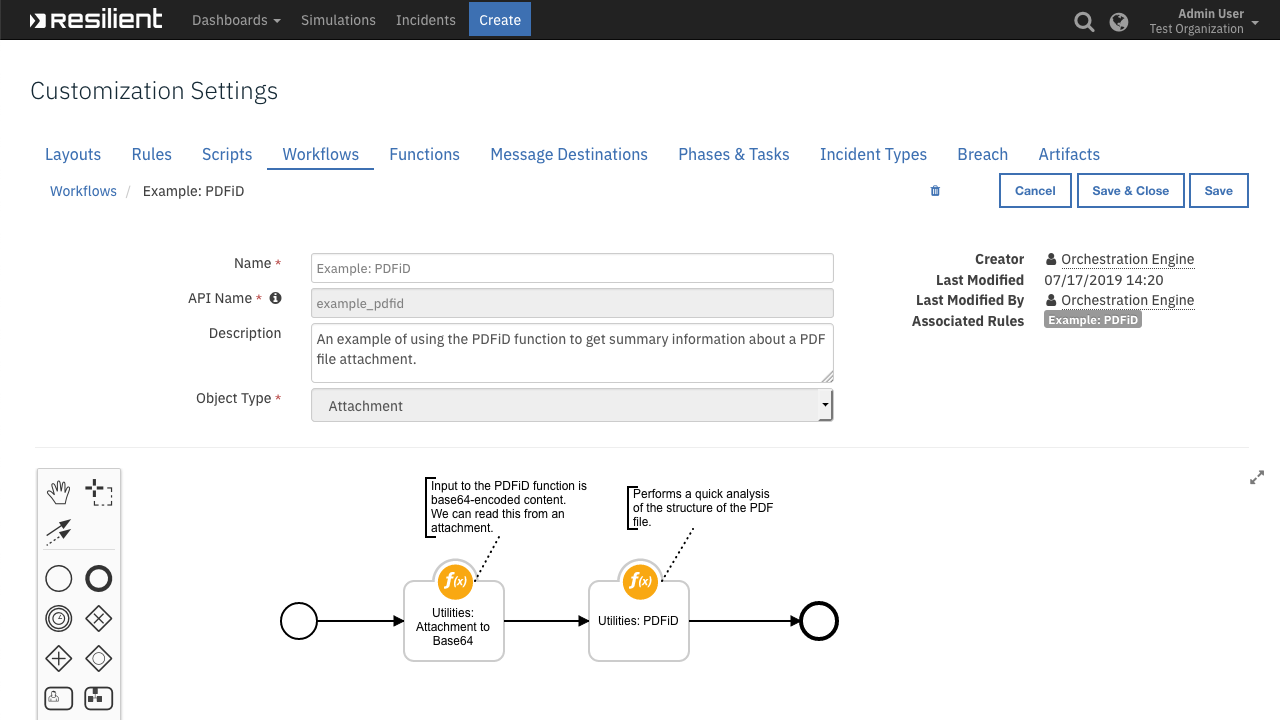 resilient
Dashboards
Simulations
Incidents
Create
Admin User
Test Organization
Customization Settings
Layouts
Rules
Scripts
Workflows
Functions
Message Destinations
Phases & Tasks
Incident Types
Breach
Artifacts
Workflows / Example: PDFiD
Cancel
Save & Close
Save
Name *
Example: PDFiD
API Name *
example_pdfid
Description
An example of using the PDFiD function to get summary information about a PDF
file attachment.
Object Type *
Attachment
Creator
Orchestration Engine
Last Modified
07/17/2019 14:20
Last Modified By
Orchestration Engine
Associated Rules
Example: PDFiD
Input to the PDFiD function is
base64-encoded content.
We can read this from an
attachment.
Performs a quick analysis
of the structure of the PDF
file.
f(x)
Utilities:
Attachment to
Base64
f(x)
Utilities: PDFiD